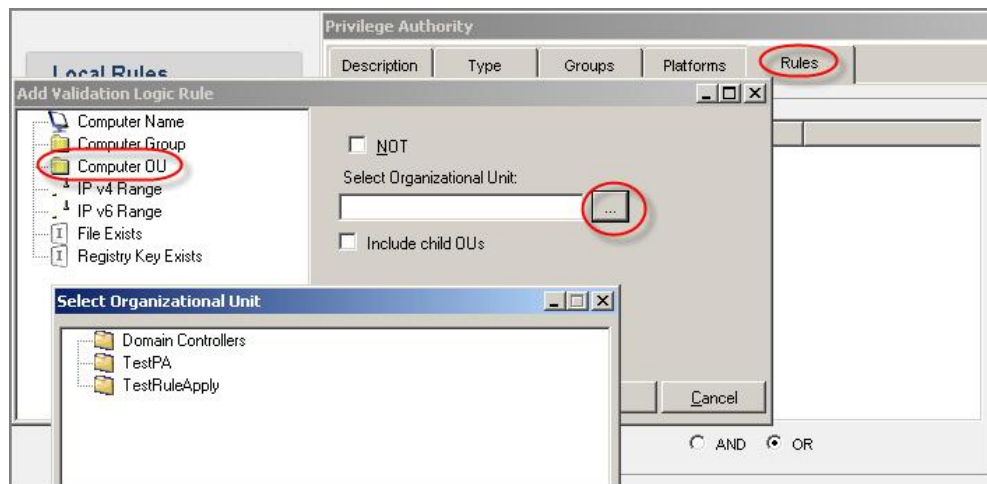 Privilege Authority
Description Type Groups Platforms Rules
Local Rules
Add Validation Logic Rule
Computer Name
Computer Group
Computer OU
IP v4 Range
IP v6 Range
File Exists
Registry Key Exists
NOT
Select Organizational Unit:
...
Include child OUs
Select Organizational Unit
Domain Controllers
TestPA
TestRuleApply
Cancel
AND OR